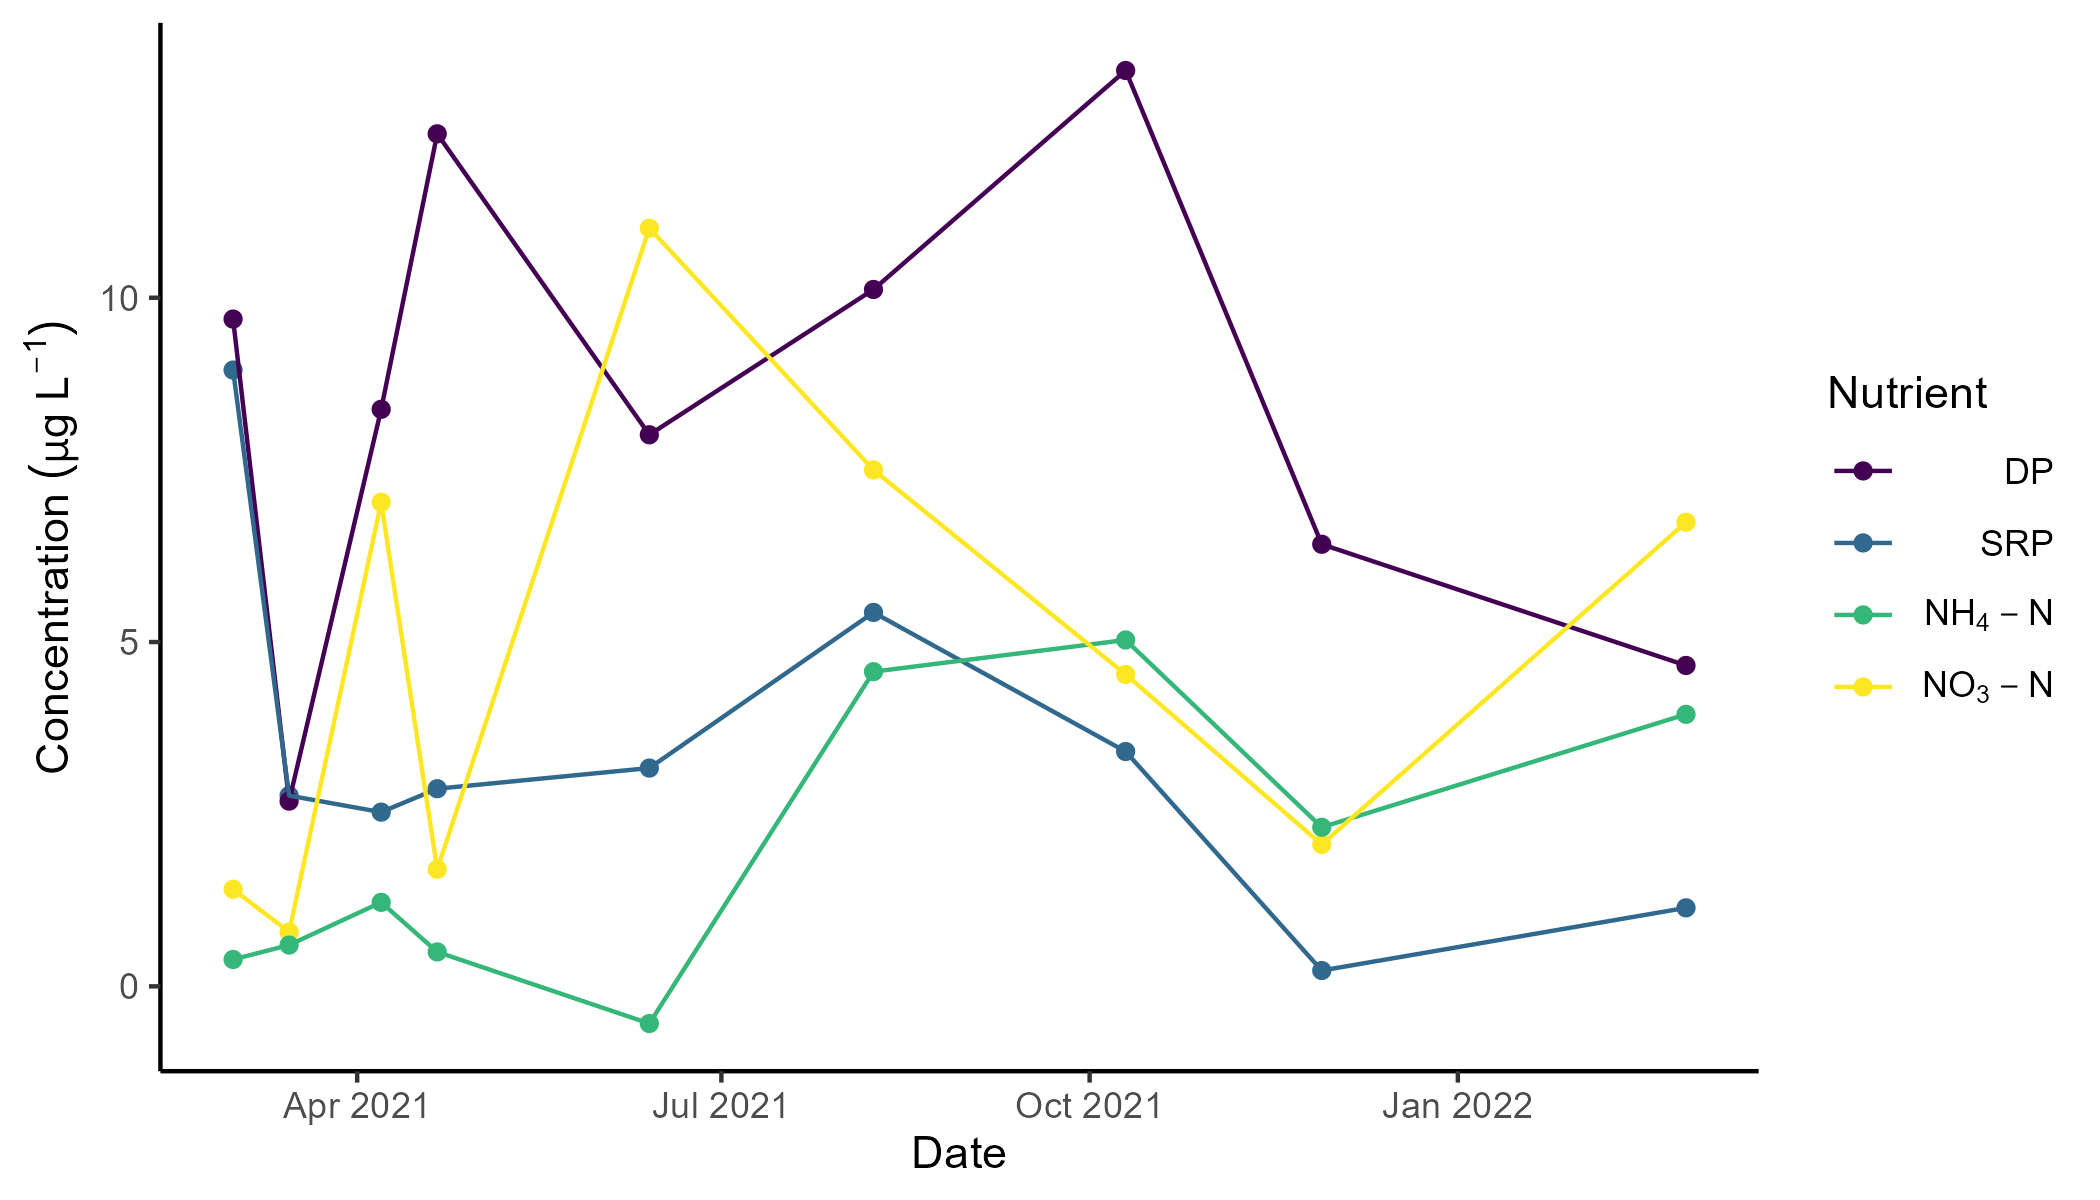 Concentration (µg L⁻¹)
10
5
0
Apr 2021
Jul 2021
Oct 2021
Jan 2022
Date
Nutrient
DP
SRP
NH₄ − N
NO₃ − N